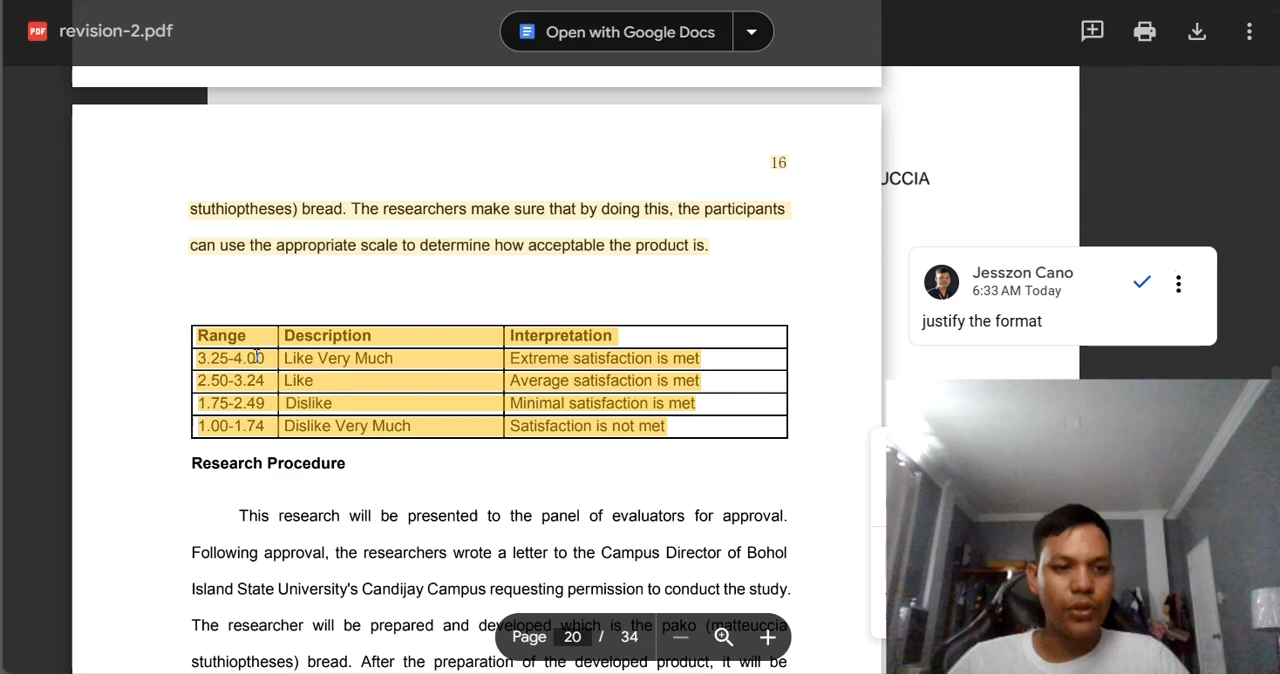 PDF revision-2.pdf
Open with Google Docs
16
UCCIA
stuthioptheses) bread. The researchers make sure that by doing this, the participants
can use the appropriate scale to determine how acceptable the product is.
Jesszon Cano
6:33 AM Today
justify the format
Range Description Interpretation
3.25-4.00 Like Very Much Extreme satisfaction is met
2.50-3.24 Like Average satisfaction is met
1.75-2.49 Dislike Minimal satisfaction is met
1.00-1.74 Dislike Very Much Satisfaction is not met
Research Procedure
This research will be presented to the panel of evaluators for approval.
Following approval, the researchers wrote a letter to the Campus Director of Bohol
Island State University's Candijay Campus requesting permission to conduct the study.
The researcher will be prepared and developed which is the pako (matteuccia
Page 20 / 34
stuthioptheses) bread. After the preparation of the developed product, it will be